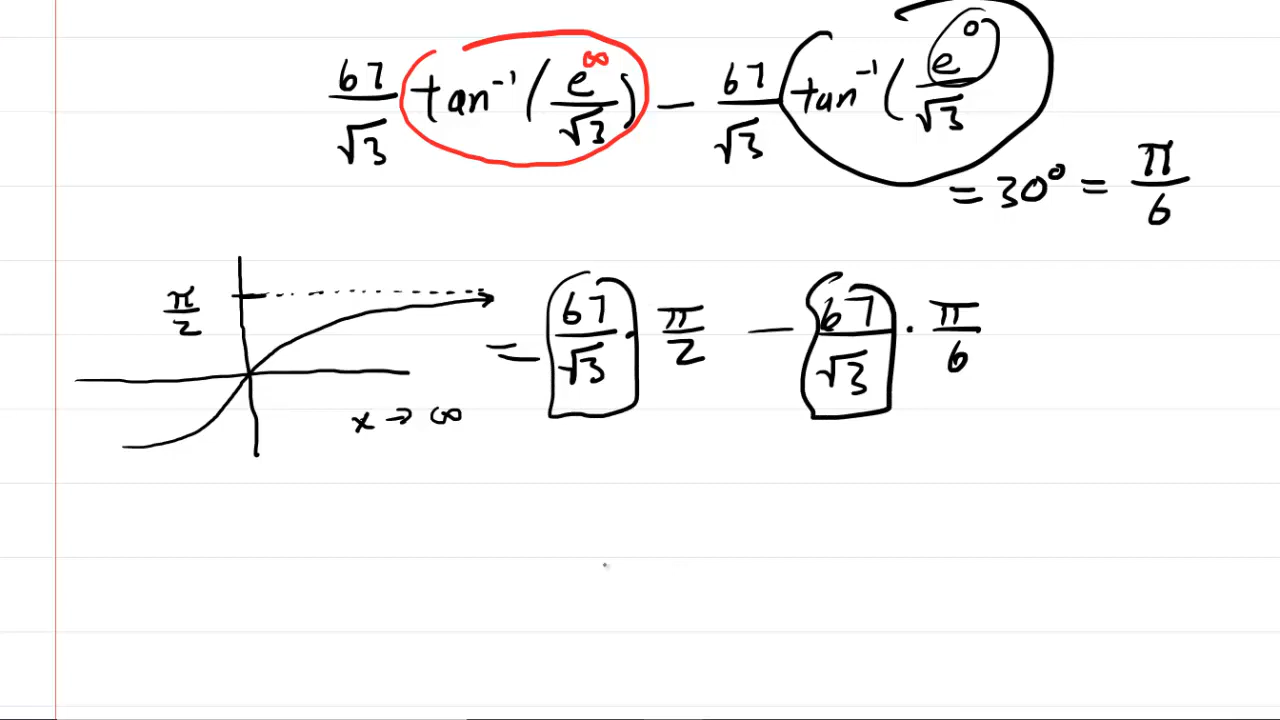 67/√3 tan⁻¹(e^∞/√3) − 67/√3 tan⁻¹(e⁰/√3)
= 30° = π/6
π/2
= 67/√3 · π/2 − 67/√3 · π/6
x → ∞